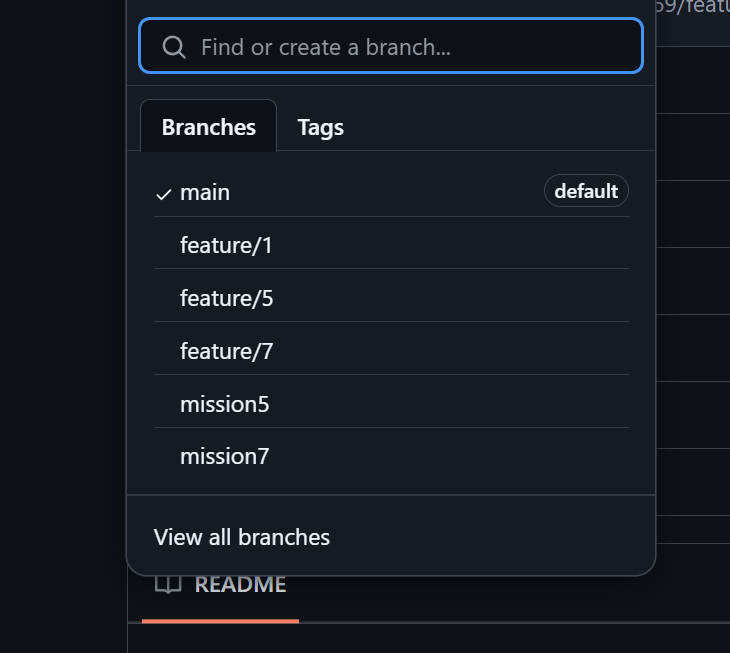 Find or create a branch...
Branches
Tags
main
default
feature/1
feature/5
feature/7
mission5
mission7
View all branches
README